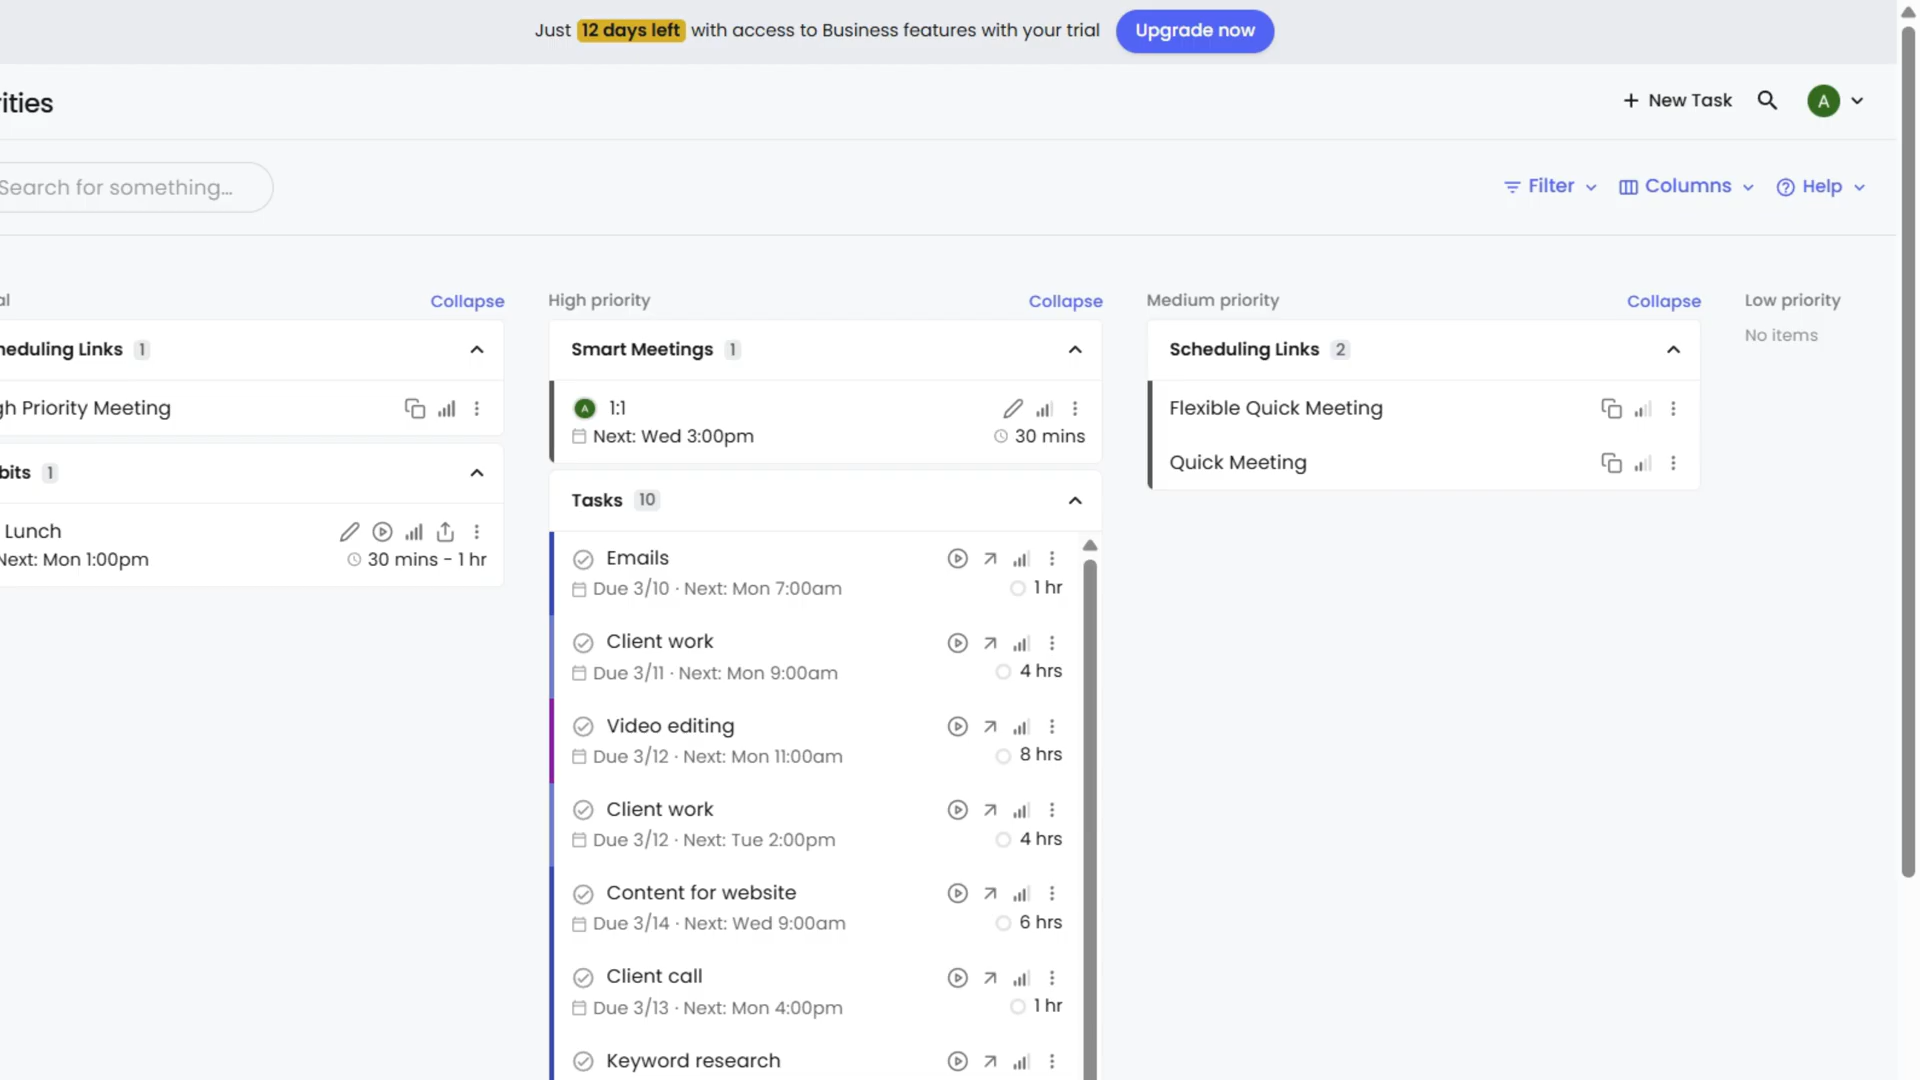 Just 12 days left with access to Business features with your trial Upgrade now
ities
+ New Task A
Search for something...
Filter Columns Help
al Collapse
heduling Links 1
gh Priority Meeting
bits 1
Lunch
Next: Mon 1:00pm 30 mins - 1 hr
High priority Collapse
Smart Meetings 1
A 1:1
Next: Wed 3:00pm 30 mins
Tasks 10
Emails
Due 3/10 · Next: Mon 7:00am 1 hr
Client work
Due 3/11 · Next: Mon 9:00am 4 hrs
Video editing
Due 3/12 · Next: Mon 11:00am 8 hrs
Client work
Due 3/12 · Next: Tue 2:00pm 4 hrs
Content for website
Due 3/14 · Next: Wed 9:00am 6 hrs
Client call
Due 3/13 · Next: Mon 4:00pm 1 hr
Keyword research
Medium priority Collapse
Scheduling Links 2
Flexible Quick Meeting
Quick Meeting
Low priority
No items